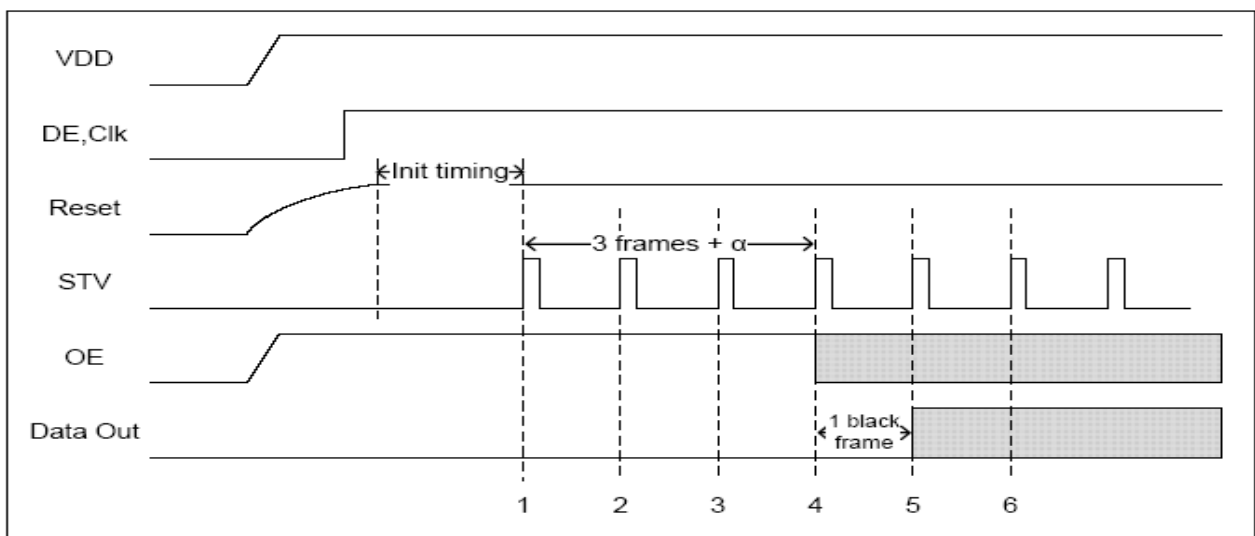 VDD
DE,Clk
Init timing
Reset
3 frames + α
STV
OE
1 black
frame
Data Out
1 2 3 4 5 6